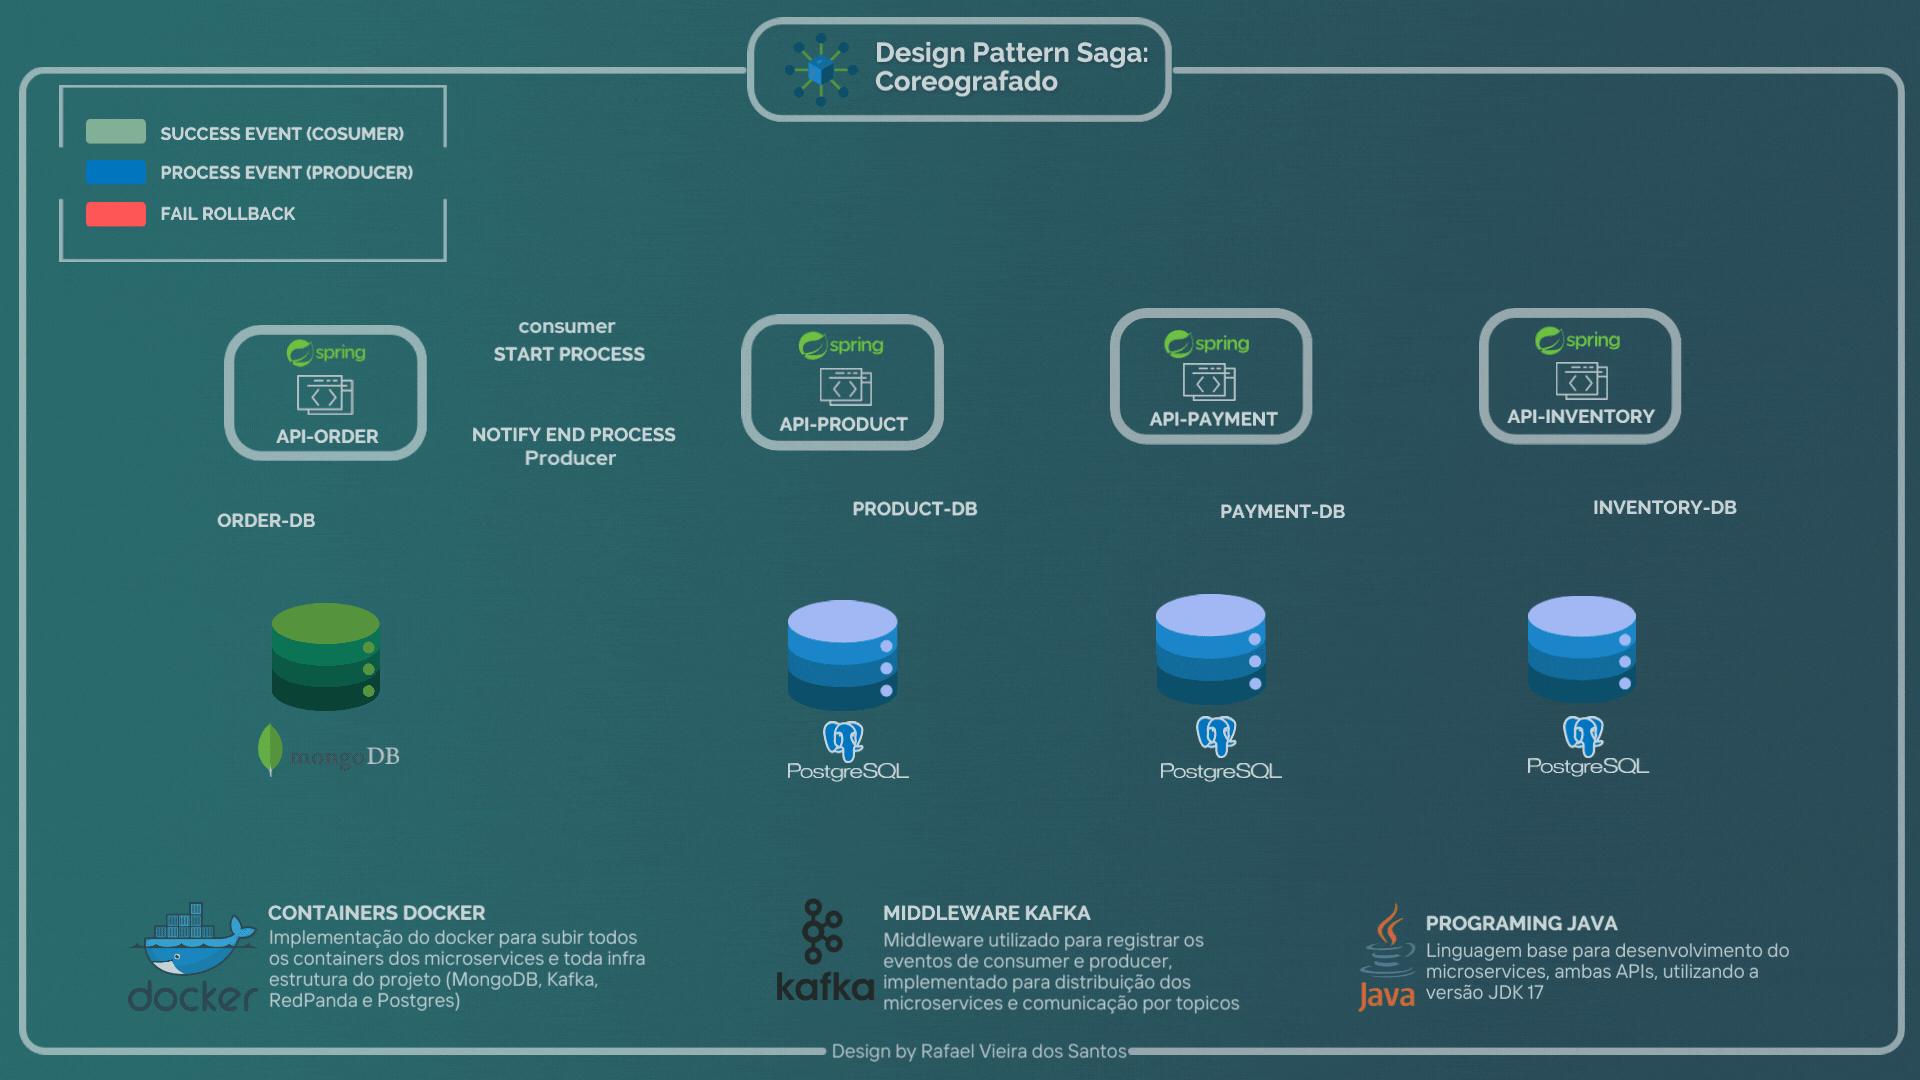 Design Pattern Saga:
Coreografado
SUCCESS EVENT (COSUMER)
PROCESS EVENT (PRODUCER)
FAIL ROLLBACK
spring
API-ORDER
consumer
START PROCESS
NOTIFY END PROCESS
Producer
spring
API-PRODUCT
spring
API-PAYMENT
spring
API-INVENTORY
ORDER-DB
PRODUCT-DB
PAYMENT-DB
INVENTORY-DB
mongoDB
PostgreSQL
PostgreSQL
PostgreSQL
docker
CONTAINERS DOCKER
Implementação do docker para subir todos
os containers dos microservices e toda infra
estrutura do projeto (MongoDB, Kafka,
RedPanda e Postgres)
kafka
MIDDLEWARE KAFKA
Middleware utilizado para registrar os
eventos de consumer e producer,
implementado para distribuição dos
microservices e comunicação por topicos
Java
PROGRAMING JAVA
Linguagem base para desenvolvimento do
microservices, ambas APIs, utilizando a
versão JDK 17
Design by Rafael Vieira dos Santos